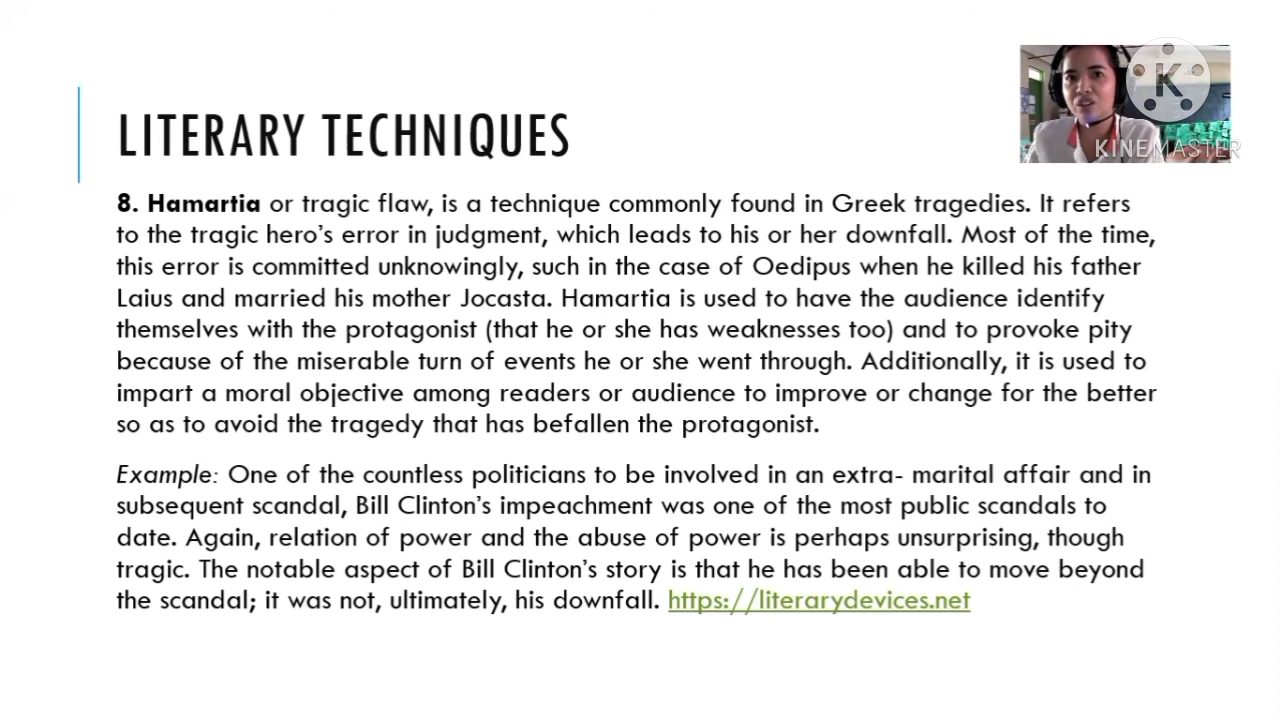 LITERARY TECHNIQUES
K
KINEMASTER
8. Hamartia or tragic flaw, is a technique commonly found in Greek tragedies. It refers
to the tragic hero's error in judgment, which leads to his or her downfall. Most of the time,
this error is committed unknowingly, such in the case of Oedipus when he killed his father
Laius and married his mother Jocasta. Hamartia is used to have the audience identify
themselves with the protagonist (that he or she has weaknesses too) and to provoke pity
because of the miserable turn of events he or she went through. Additionally, it is used to
impart a moral objective among readers or audience to improve or change for the better
so as to avoid the tragedy that has befallen the protagonist.
Example: One of the countless politicians to be involved in an extra- marital affair and in
subsequent scandal, Bill Clinton's impeachment was one of the most public scandals to
date. Again, relation of power and the abuse of power is perhaps unsurprising, though
tragic. The notable aspect of Bill Clinton's story is that he has been able to move beyond
the scandal; it was not, ultimately, his downfall. https://literarydevices.net